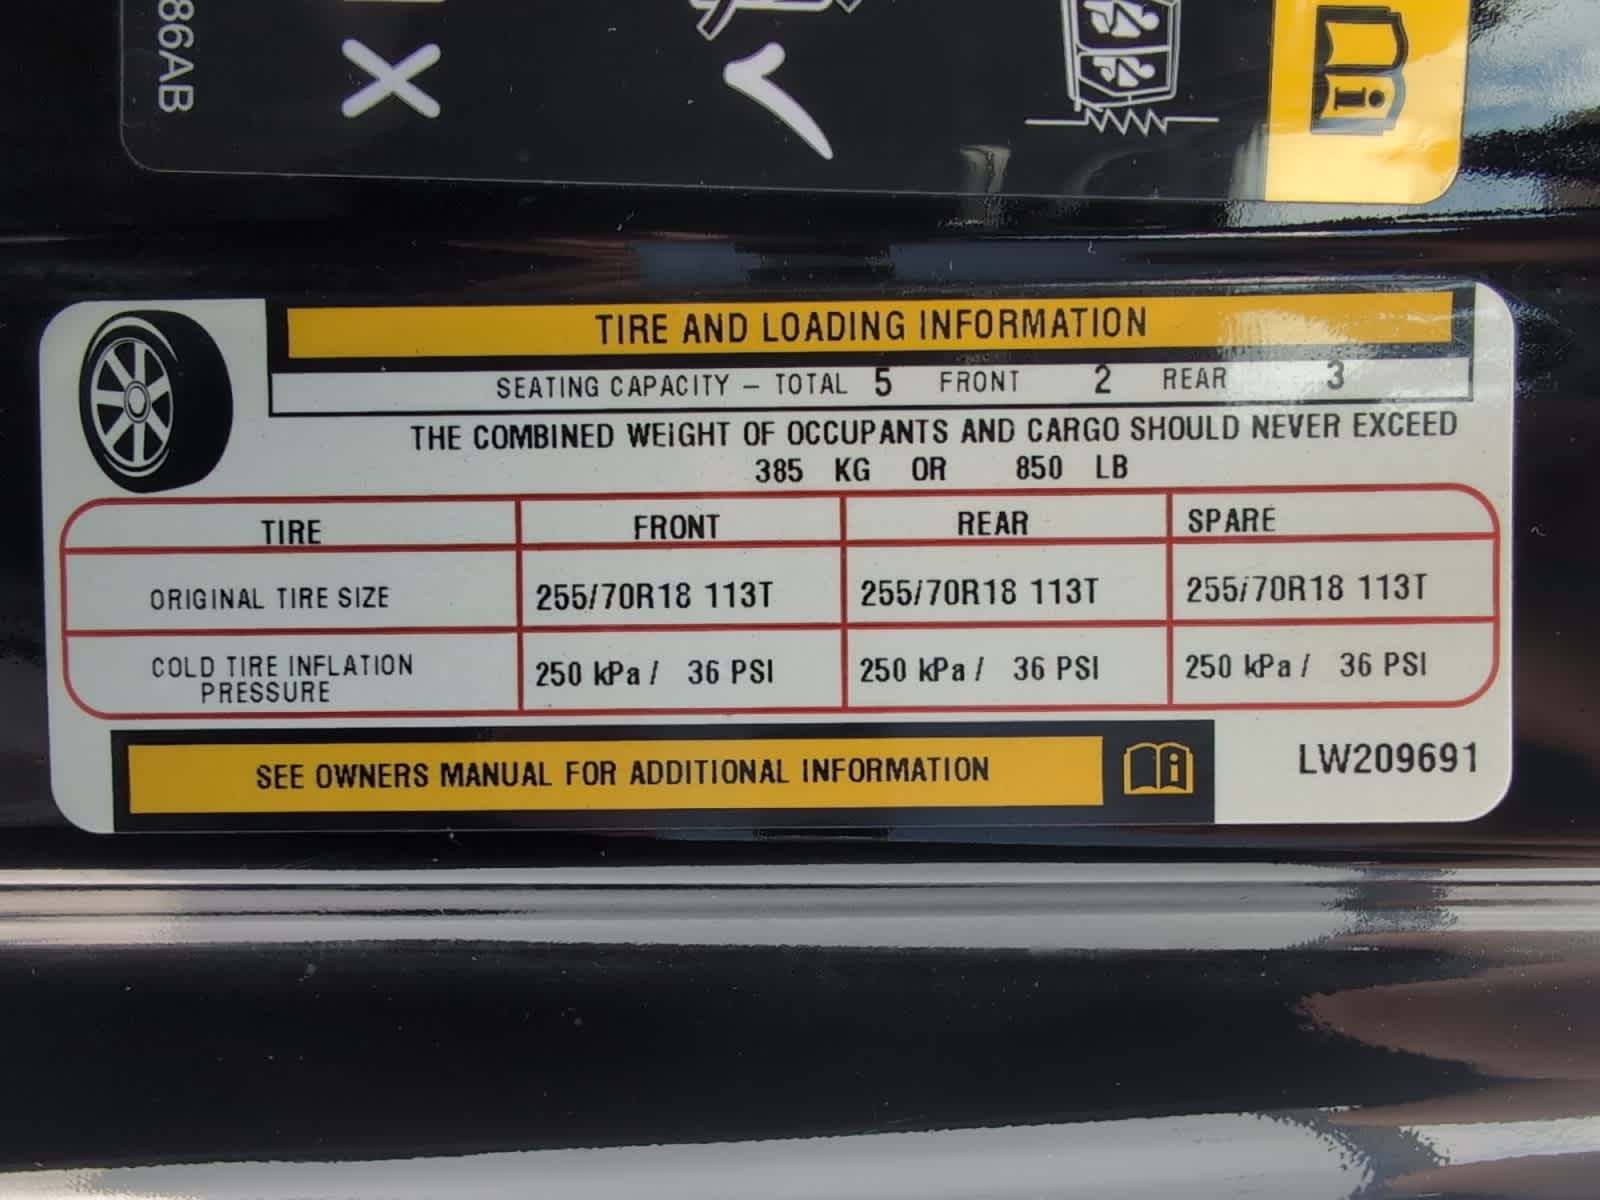 86AB
TIRE AND LOADING INFORMATION
SEATING CAPACITY – TOTAL 5 FRONT 2 REAR 3
THE COMBINED WEIGHT OF OCCUPANTS AND CARGO SHOULD NEVER EXCEED
385 KG OR 850 LB
TIRE FRONT REAR SPARE
ORIGINAL TIRE SIZE 255/70R18 113T 255/70R18 113T 255/70R18 113T
COLD TIRE INFLATION
PRESSURE
250 kPa / 36 PSI 250 kPa / 36 PSI 250 kPa / 36 PSI
SEE OWNERS MANUAL FOR ADDITIONAL INFORMATION
LW209691